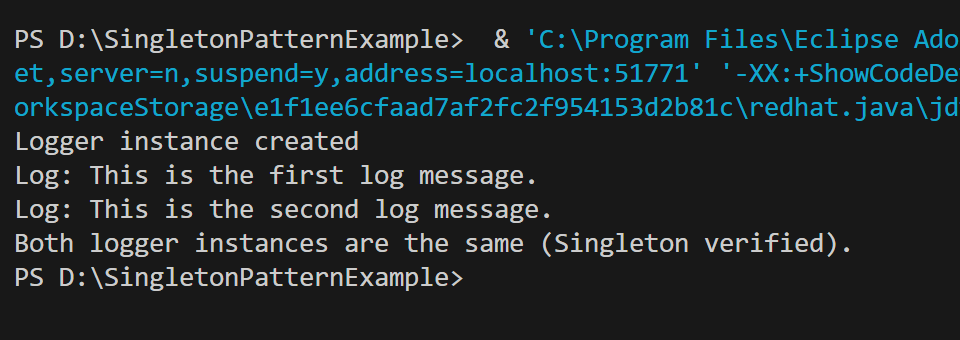 PS D:\SingletonPatternExample>  & 'C:\Program Files\Eclipse Ado
et,server=n,suspend=y,address=localhost:51771' '-XX:+ShowCodeDe
orkspaceStorage\e1f1ee6cfaad7af2fc2f954153d2b81c\redhat.java\jd
Logger instance created
Log: This is the first log message.
Log: This is the second log message.
Both logger instances are the same (Singleton verified).
PS D:\SingletonPatternExample>